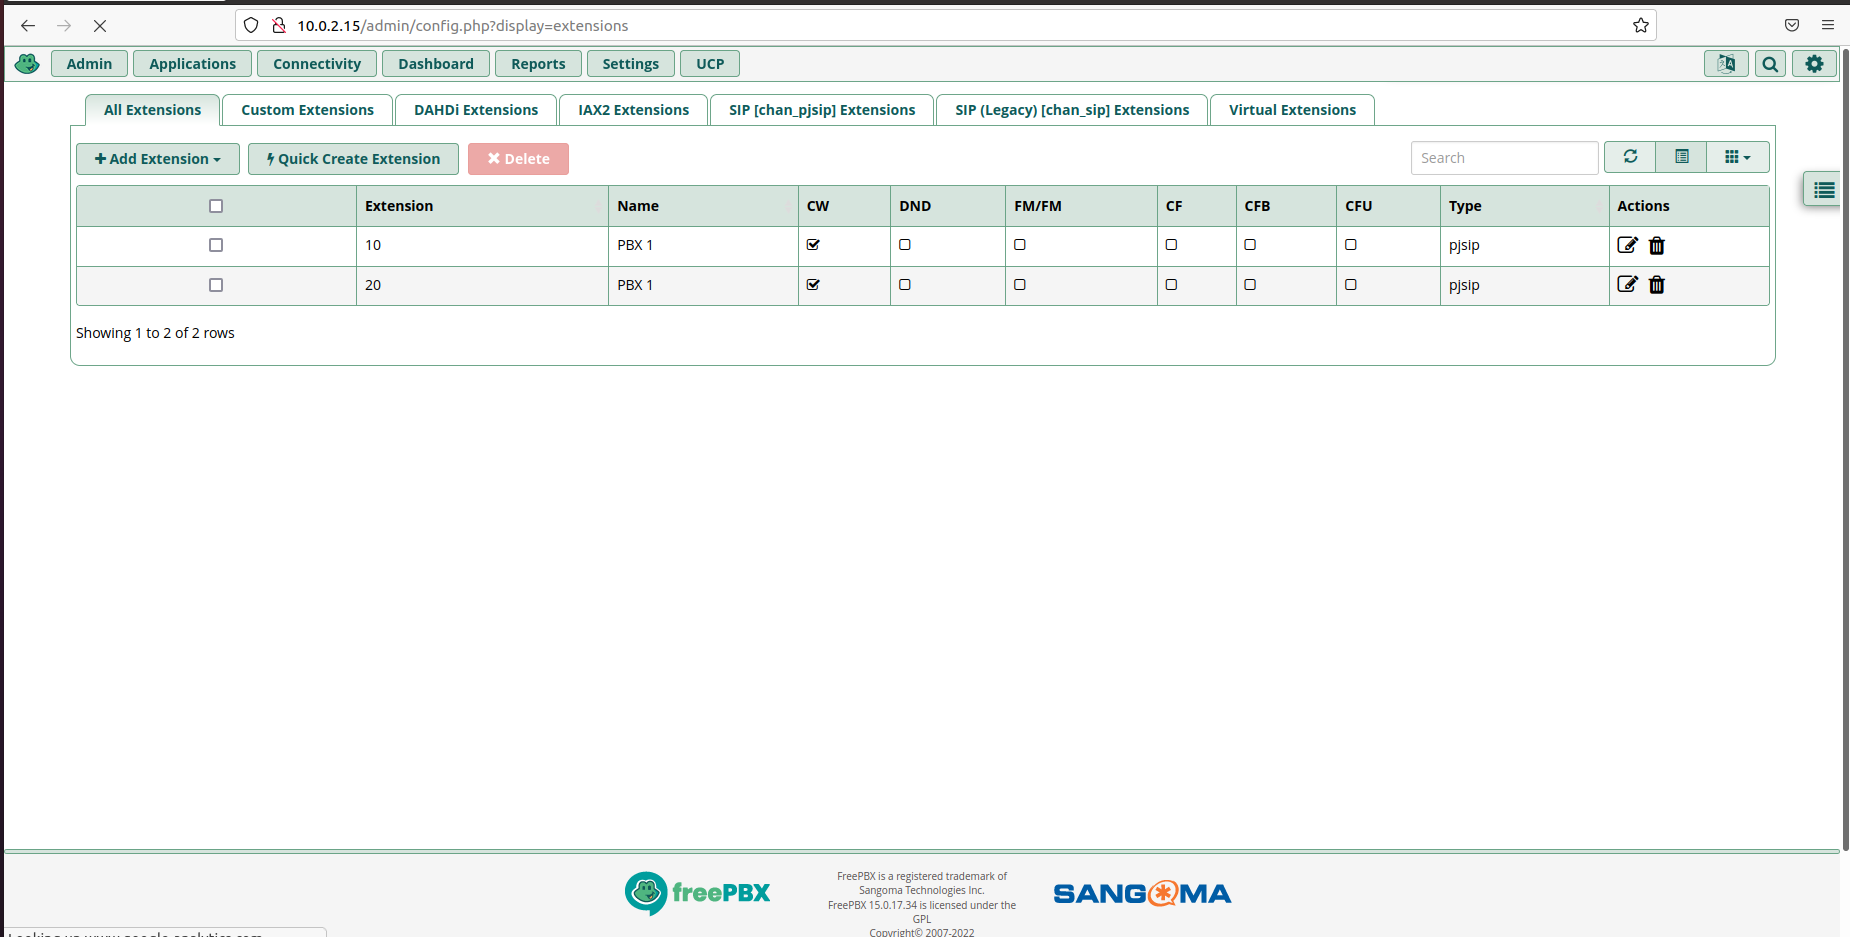 10.0.2.15/admin/config.php?display=extensions
Admin Applications Connectivity Dashboard Reports Settings UCP
All Extensions Custom Extensions DAHDi Extensions IAX2 Extensions SIP [chan_pjsip] Extensions SIP (Legacy) [chan_sip] Extensions Virtual Extensions
Add Extension Quick Create Extension Delete Search
Extension Name CW DND FM/FM CF CFB CFU Type Actions
10 PBX 1 pjsip
20 PBX 1 pjsip
Showing 1 to 2 of 2 rows
freePBX
FreePBX is a registered trademark of
Sangoma Technologies Inc.
FreePBX 15.0.17.34 is licensed under the
GPL
Copyright© 2007-2022
SANGOMA